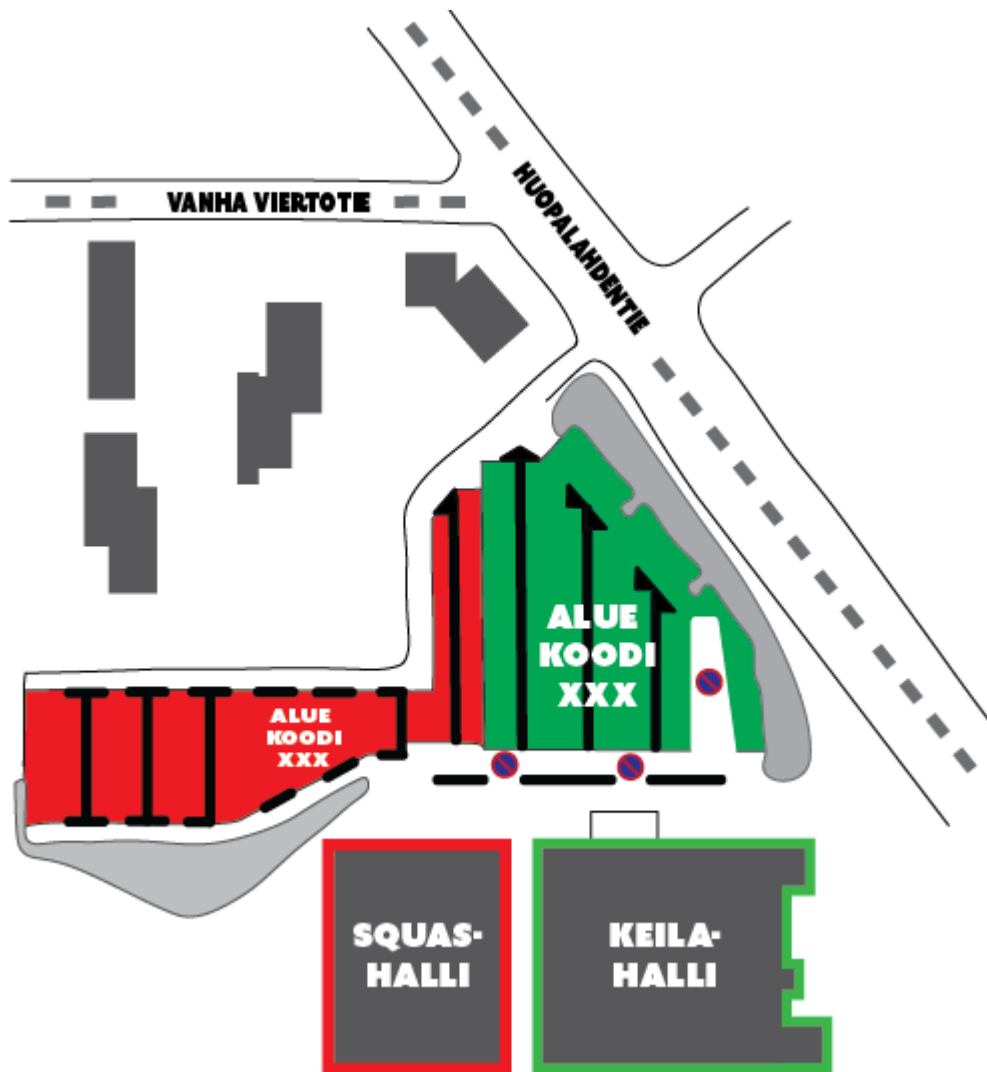 VANHA VIERTOTIE
HUOPALAHDENTIE
ALUE
KOODI
XXX
ALUE
KOODI
XXX
SQUAS-
HALLI
KEILA-
HALLI